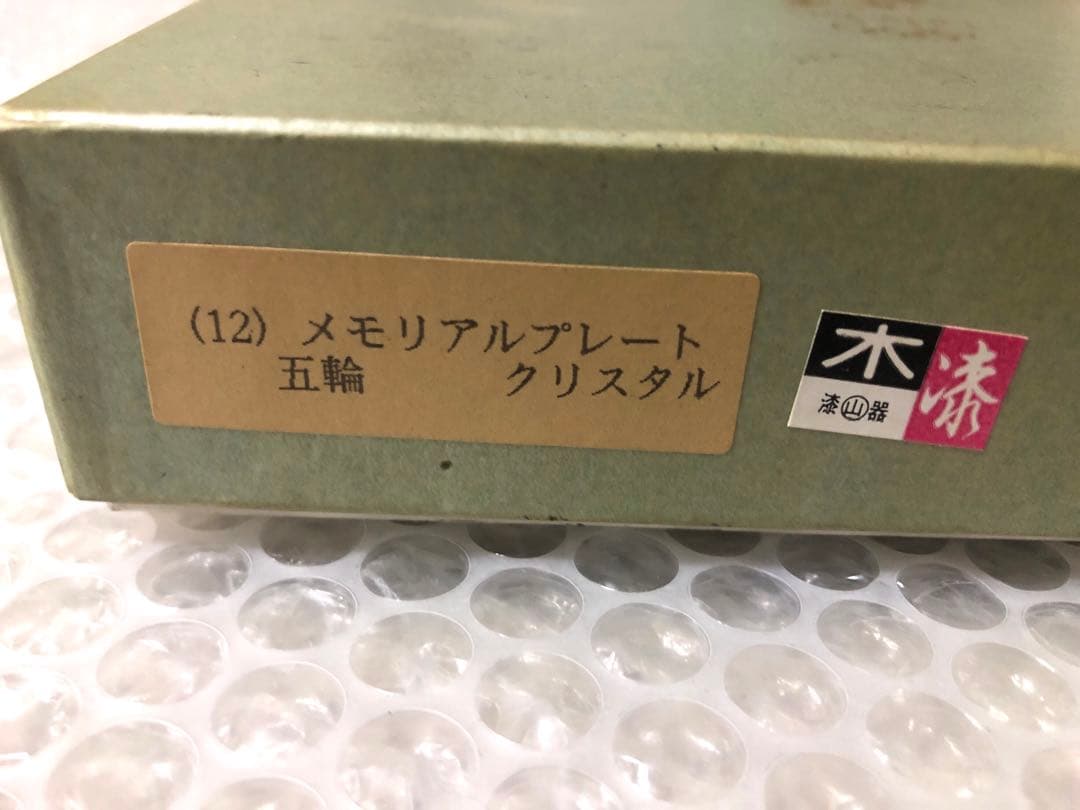 (12) メモリアルプレート
五輪 クリスタル
木
漆
漆山器